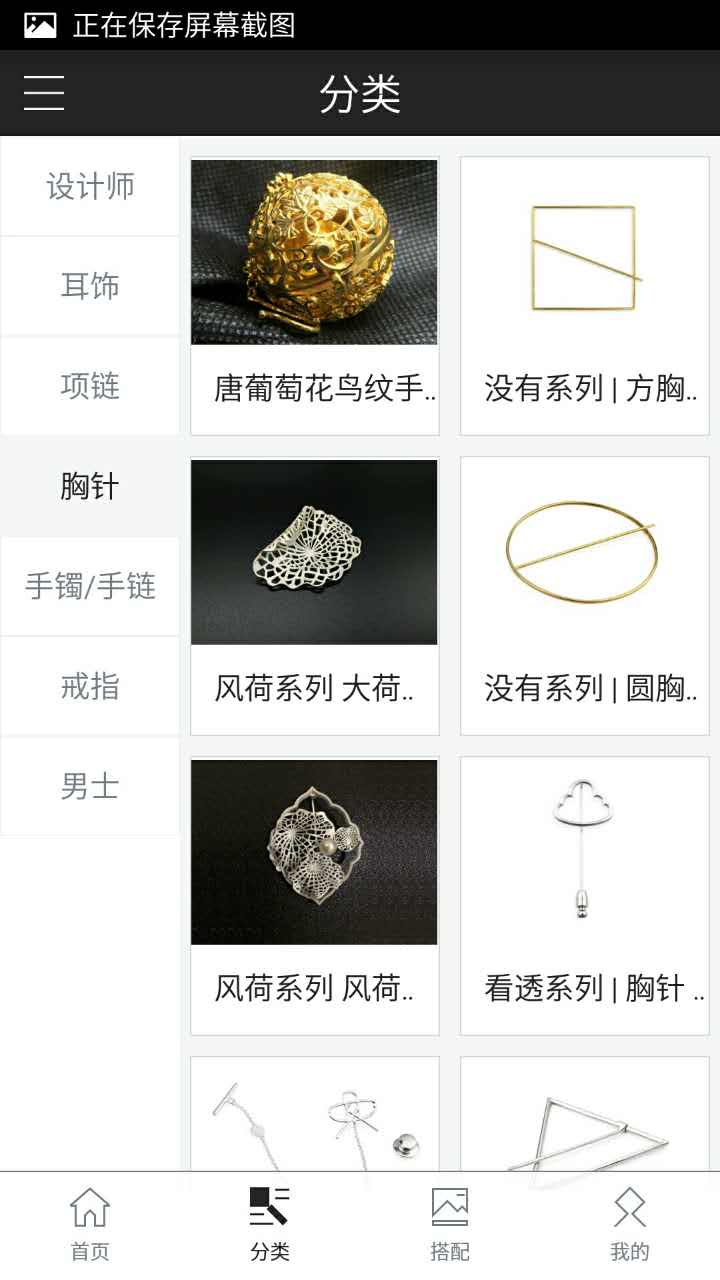 正在保存屏幕截图
分类
设计师
耳饰
项链
胸针
手镯/手链
戒指
男士
唐葡萄花鸟纹手..
没有系列 | 方胸..
风荷系列 大荷..
没有系列 | 圆胸..
风荷系列 风荷..
看透系列 | 胸针 ..
首页
分类
搭配
我的